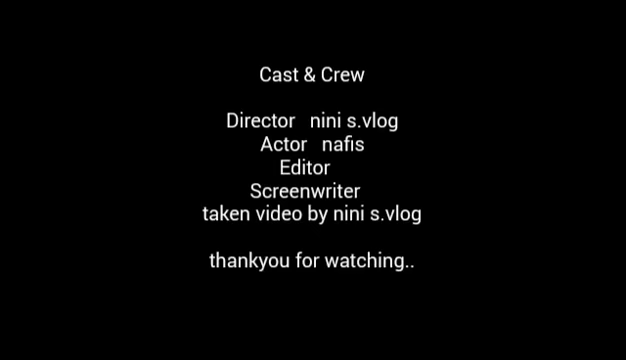 Cast & Crew
Director nini s.vlog
Actor nafis
Editor
Screenwriter
taken video by nini s.vlog
thankyou for watching..